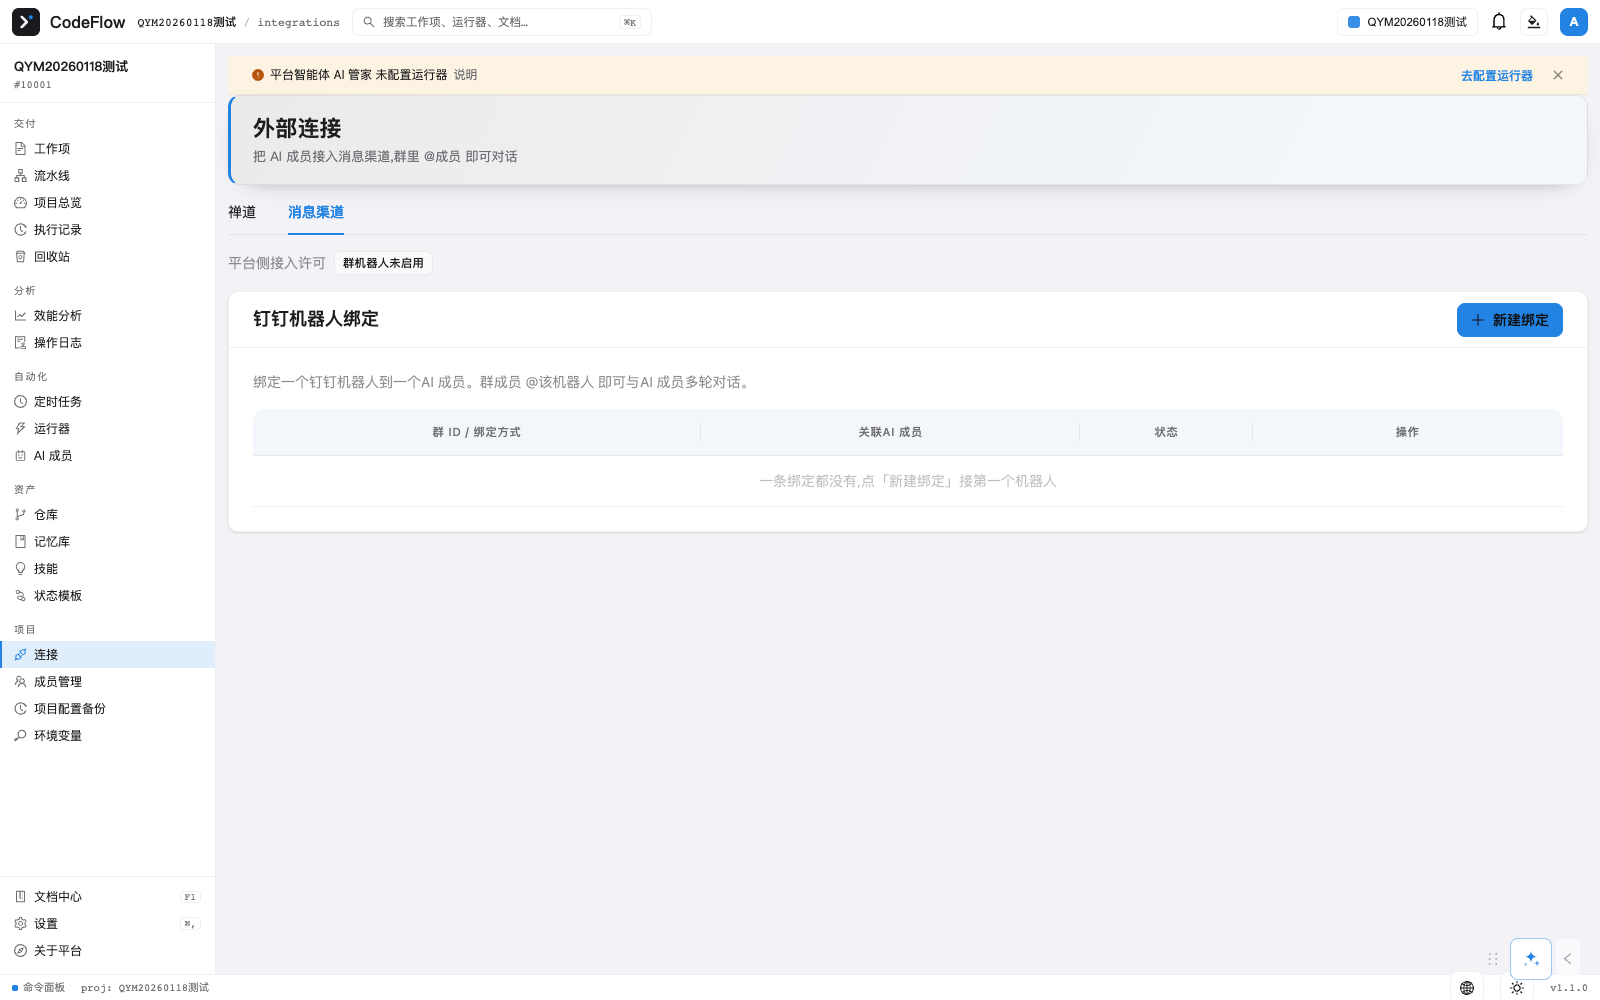 CodeFlow QYM20260118测试 / integrations
搜索工作项、运行器、文档... ⌘K
QYM20260118测试
A
QYM20260118测试
#10001
交付
工作项
流水线
项目总览
执行记录
回收站
分析
效能分析
操作日志
自动化
定时任务
运行器
AI 成员
资产
仓库
记忆库
技能
状态模板
项目
连接
成员管理
项目配置备份
环境变量
文档中心 F1
设置 ⌘,
关于平台
平台智能体 AI 管家 未配置运行器 说明
去配置运行器
外部连接
把 AI 成员接入消息渠道,群里 @成员 即可对话
禅道 消息渠道
平台侧接入许可 群机器人未启用
钉钉机器人绑定
新建绑定
绑定一个钉钉机器人到一个AI 成员。群成员 @该机器人 即可与AI 成员多轮对话。
群 ID / 绑定方式 关联AI 成员 状态 操作
一条绑定都没有,点「新建绑定」接第一个机器人
命令面板 proj: QYM20260118测试
v1.1.0